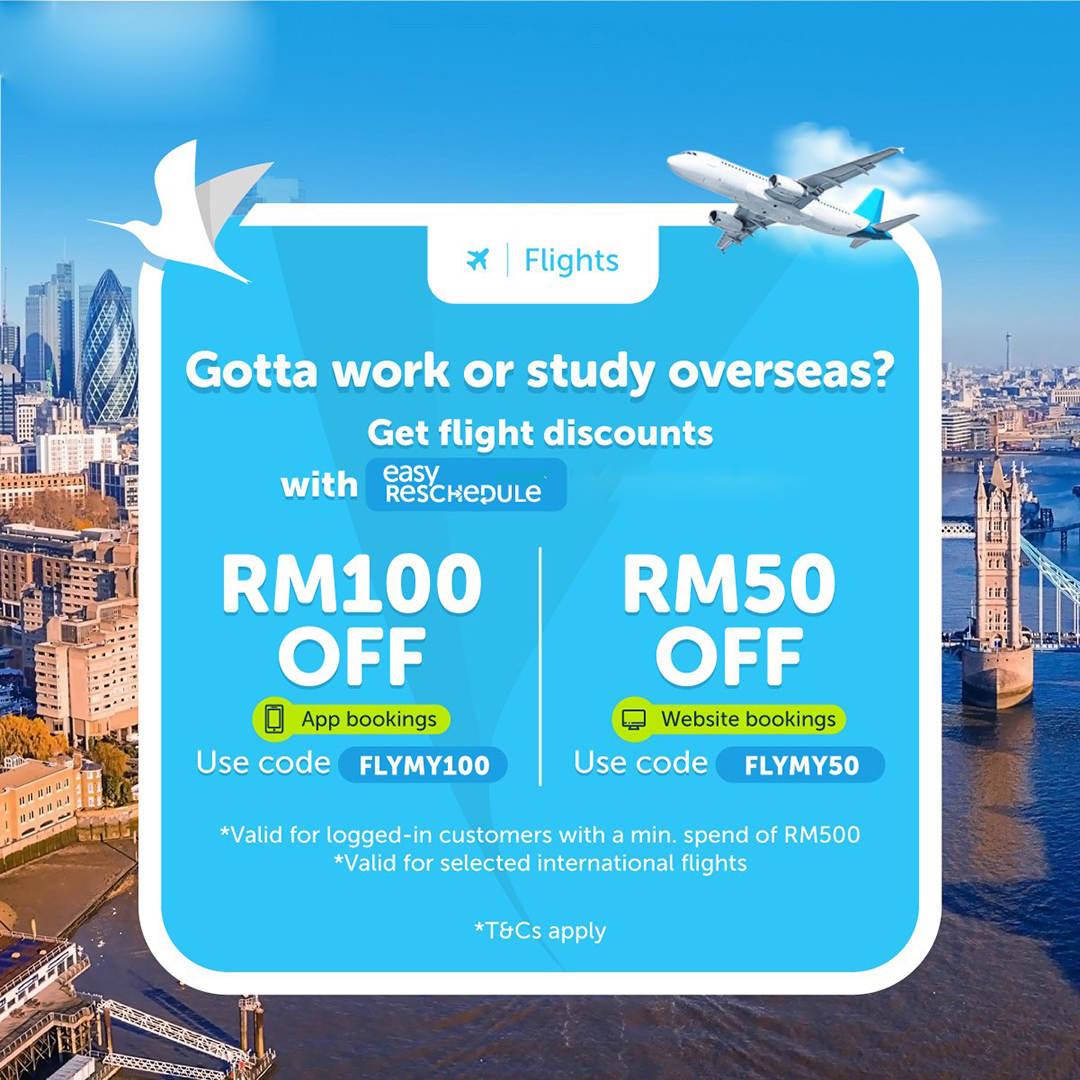 Flights
Gotta work or study overseas?
Get flight discounts
with easy
RESCHEDULE
RM100
OFF
App bookings
Use code FLYMY100
RM50
OFF
Website bookings
Use code FLYMY50
*Valid for logged-in customers with a min. spend of RM500
*Valid for selected international flights
*T&Cs apply